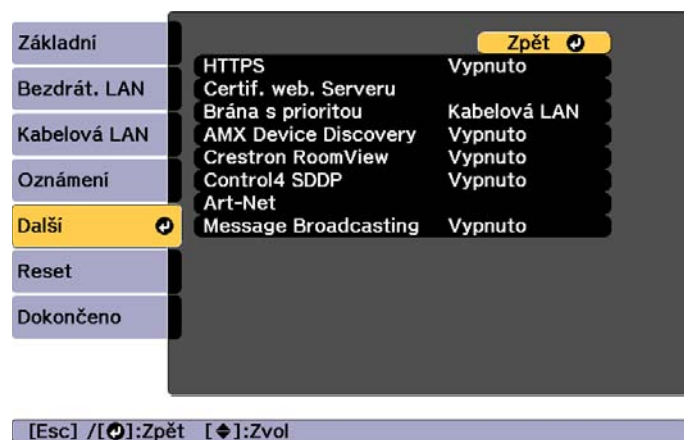 Základní
Bezdrát. LAN
Kabelová LAN
Oznámení
Další
Reset
Dokončeno
Zpět
HTTPS Vypnuto
Certif. web. Serveru
Brána s prioritou Kabelová LAN
AMX Device Discovery Vypnuto
Crestron RoomView Vypnuto
Control4 SDDP Vypnuto
Art-Net
Message Broadcasting Vypnuto
[Esc] /[⏎]:Zpět [◆]:Zvol